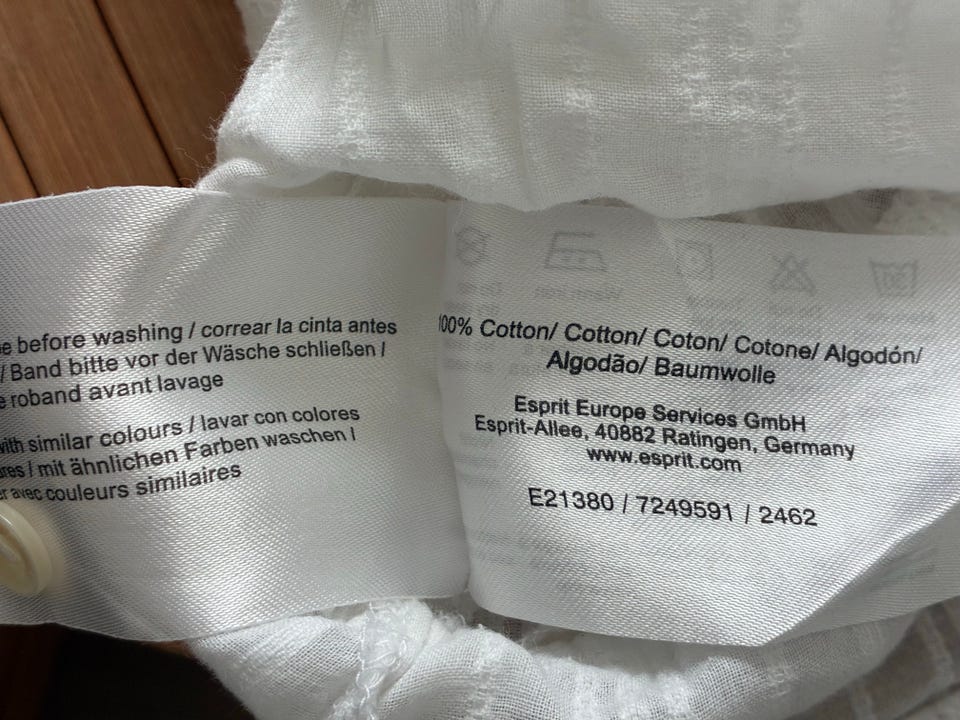 before washing / correar la cinta antes
/ Band bitte vor der Wäsche schließen /
roband avant lavage
with similar colours / lavar con colores
res / mit ähnlichen Farben waschen /
avec couleurs similaires
100% Cotton/ Cotton/ Coton/ Cotone/ Algodón/
Algodão/ Baumwolle
Esprit Europe Services GmbH
Esprit-Allee, 40882 Ratingen, Germany
www.esprit.com
E21380 / 7249591 / 2462